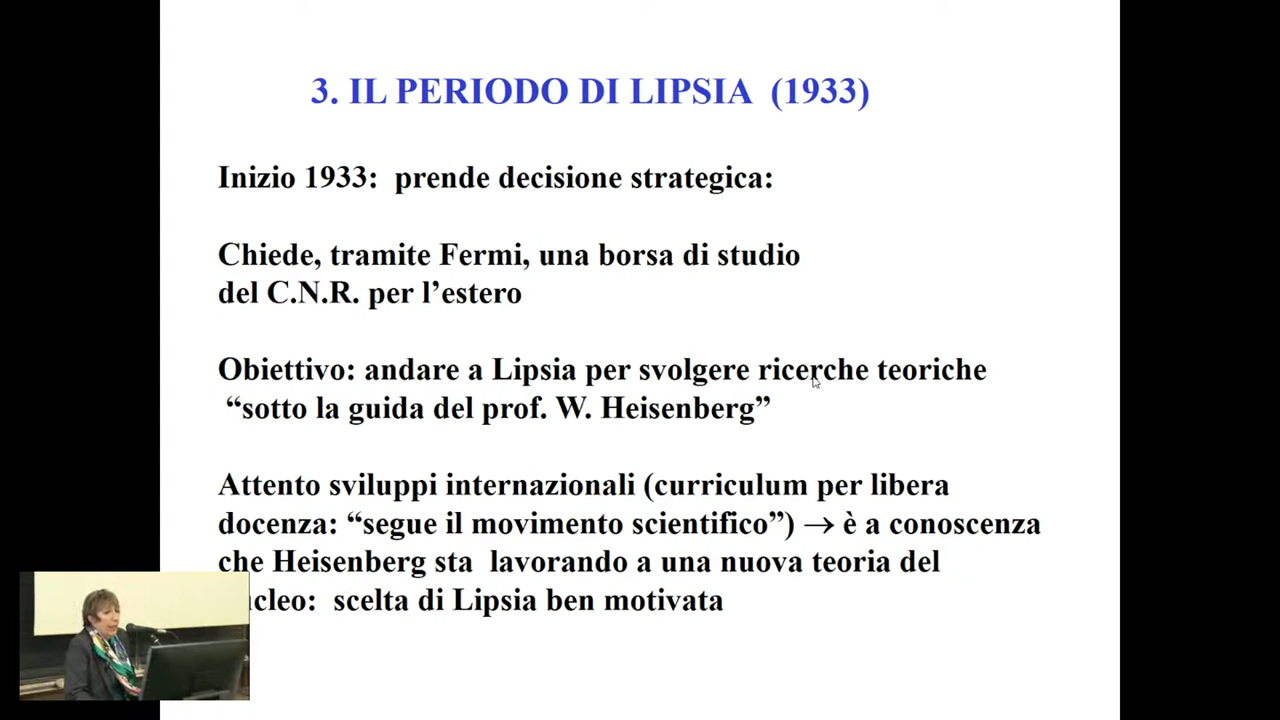 3. IL PERIODO DI LIPSIA (1933)
Inizio 1933: prende decisione strategica:
Chiede, tramite Fermi, una borsa di studio
del C.N.R. per l’estero
Obiettivo: andare a Lipsia per svolgere ricerche teoriche
“sotto la guida del prof. W. Heisenberg”
Attento sviluppi internazionali (curriculum per libera
docenza: “segue il movimento scientifico”) → è a conoscenza
che Heisenberg sta lavorando a una nuova teoria del
scelta di Lipsia ben motivata